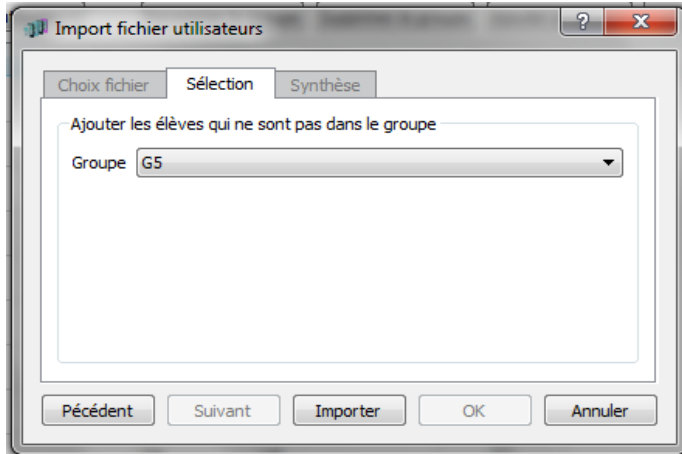 Import fichier utilisateurs
?
Choix fichier Sélection Synthèse
Ajouter les élèves qui ne sont pas dans le groupe
Groupe G5
Pécédent Suivant Importer OK Annuler